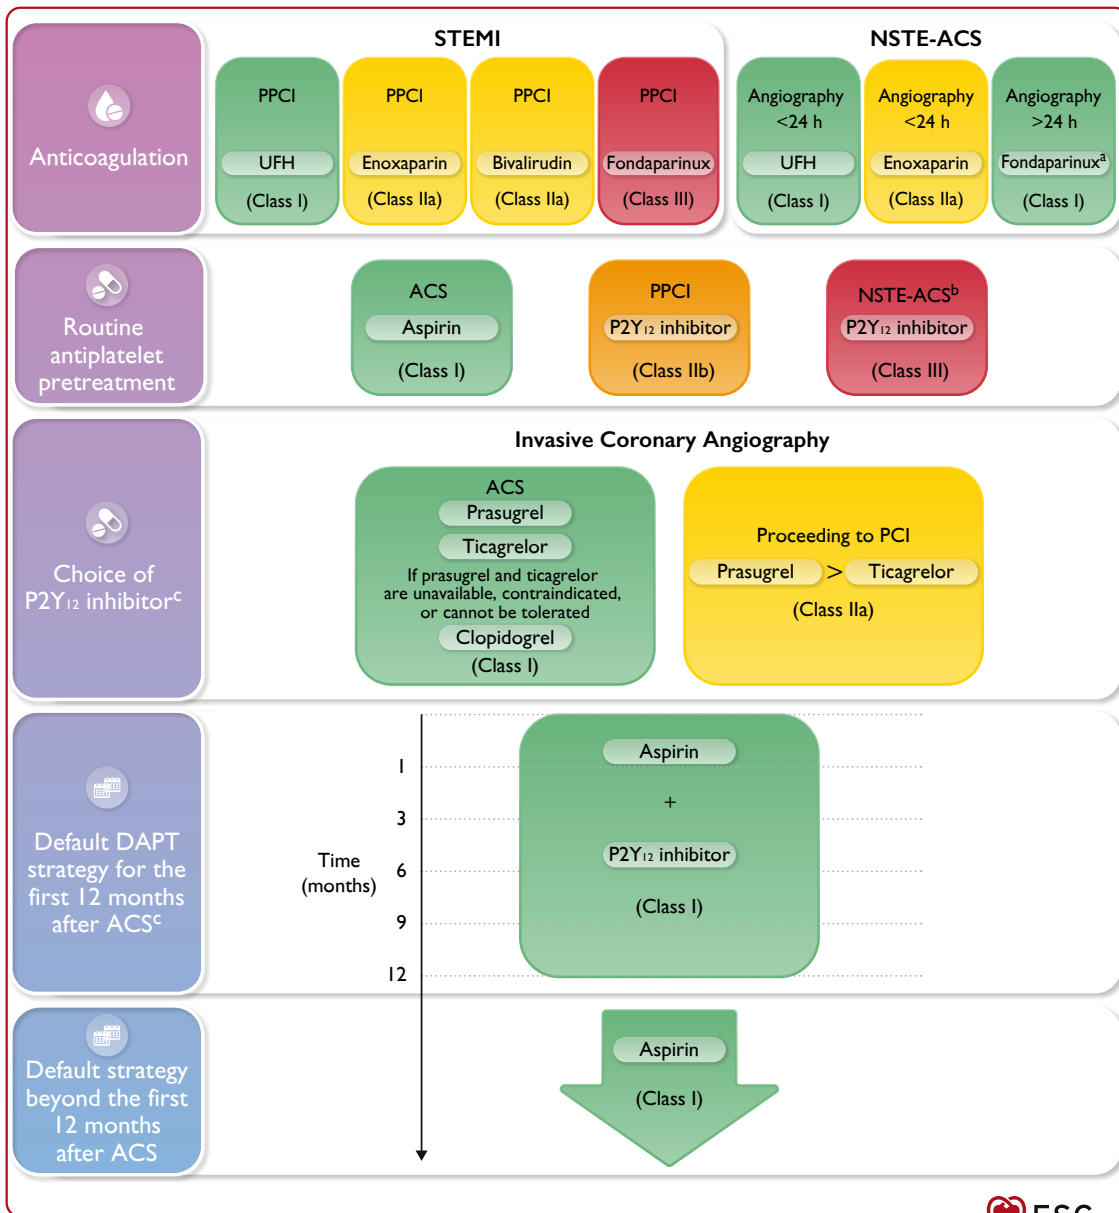 STEMI
NSTE-ACS
Anticoagulation
PPCI
UFH
(Class I)
PPCI
Enoxaparin
(Class IIa)
PPCI
Bivalirudin
(Class IIa)
PPCI
Fondaparinux
(Class III)
Angiography
<24 h
UFH
(Class I)
Angiography
<24 h
Enoxaparin
(Class IIa)
Angiography
>24 h
Fondaparinuxᵃ
(Class I)
Routine
antiplatelet
pretreatment
ACS
Aspirin
(Class I)
PPCI
P2Y₁₂ inhibitor
(Class IIb)
NSTE-ACSᵇ
P2Y₁₂ inhibitor
(Class III)
Choice of
P2Y₁₂ inhibitorᶜ
Invasive Coronary Angiography
ACS
Prasugrel
Ticagrelor
If prasugrel and ticagrelor
are unavailable, contraindicated,
or cannot be tolerated
Clopidogrel
(Class I)
Proceeding to PCI
Prasugrel > Ticagrelor
(Class IIa)
Default DAPT
strategy for the
first 12 months
after ACSᶜ
Time
(months)
1
3
6
9
12
Aspirin
+
P2Y₁₂ inhibitor
(Class I)
Default strategy
beyond the first
12 months
after ACS
Aspirin
(Class I)
ESC